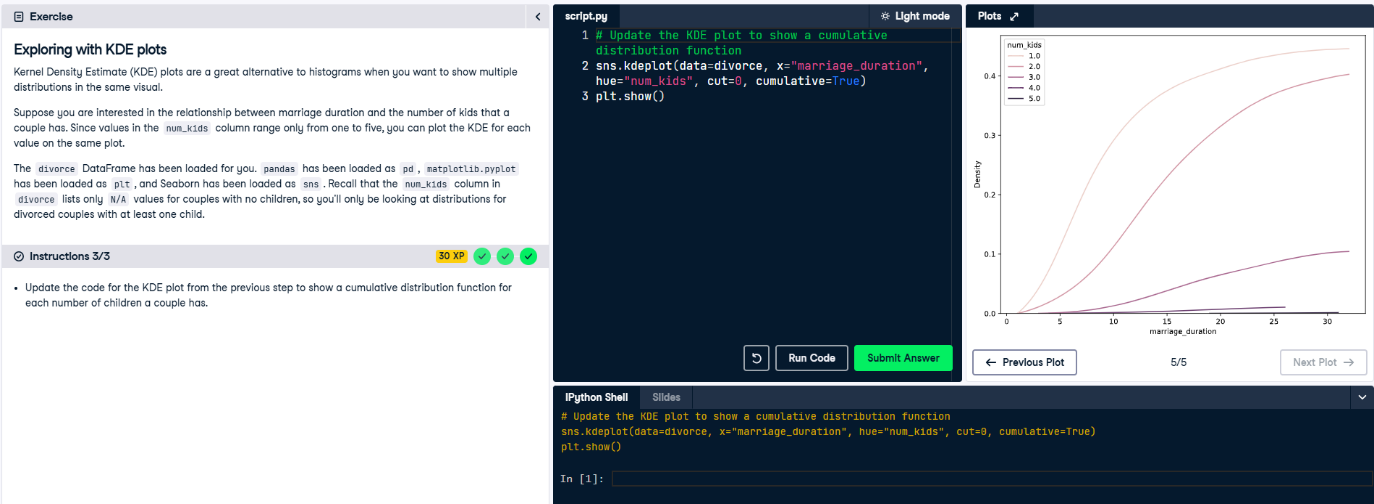 Exercise
Exploring with KDE plots
Kernel Density Estimate (KDE) plots are a great alternative to histograms when you want to show multiple
distributions in the same visual.
Suppose you are interested in the relationship between marriage duration and the number of kids that a
couple has. Since values in the num_kids column range only from one to five, you can plot the KDE for each
value on the same plot.
The divorce DataFrame has been loaded for you. pandas has been loaded as pd , matplotlib.pyplot
has been loaded as plt , and Seaborn has been loaded as sns . Recall that the num_kids column in
divorce lists only N/A values for couples with no children, so you'll only be looking at distributions for
divorced couples with at least one child.
Instructions 3/3
30 XP
• Update the code for the KDE plot from the previous step to show a cumulative distribution function for
each number of children a couple has.
script.py
Light mode
1 # Update the KDE plot to show a cumulative
distribution function
2 sns.kdeplot(data=divorce, x="marriage_duration",
hue="num_kids", cut=0, cumulative=True)
3 plt.show()
Run Code
Submit Answer
Plots
num_kids
1.0
2.0
3.0
4.0
5.0
0.4
0.3
0.2
0.1
0.0
Density
0 5 10 15 20 25 30
marriage_duration
← Previous Plot
5/5
Next Plot →
IPython Shell
Slides
# Update the KDE plot to show a cumulative distribution function
sns.kdeplot(data=divorce, x="marriage_duration", hue="num_kids", cut=0, cumulative=True)
plt.show()
In [1]: